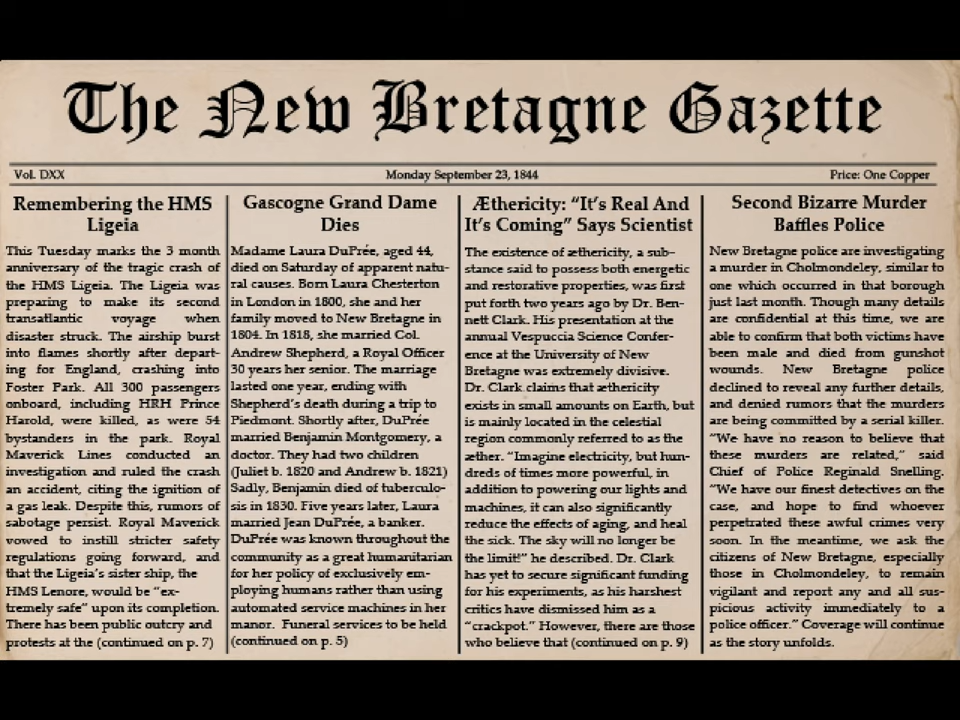 The New Bretagne Gazette
Vol. DXX
Monday September 23, 1844
Price: One Copper
Remembering the HMS
Ligeia
This Tuesday marks the 3 month
anniversary of the tragic crash of
the HMS Ligeia. The Ligeia was
preparing to make its second
transatlantic voyage when
disaster struck. The airship burst
into flames shortly after depart-
ing for England, crashing into
Foster Park. All 300 passengers
onboard, including HRH Prince
Harold, were killed, as were 54
bystanders in the park. Royal
Maverick Lines conducted an
investigation and ruled the crash
an accident, citing the ignition of
a gas leak. Despite this, rumors of
sabotage persist. Royal Maverick
vowed to instill stricter safety
regulations going forward, and
that the Ligeia's sister ship, the
HMS Lenore, would be "ex-
tremely safe" upon its completion.
There has been public outcry and
protests at the (continued on p. 7)
Gascogne Grand Dame
Dies
Madame Laura DuPrée, aged 44,
died on Saturday of apparent natu-
ral causes. Born Laura Chesterton
in London in 1800, she and her
family moved to New Bretagne in
1804. In 1818, she married Col.
Andrew Shepherd, a Royal Officer
30 years her senior. The marriage
lasted one year, ending with
Shepherd's death during a trip to
Piedmont. Shortly after, DuPrée
married Benjamin Montgomery, a
doctor. They had two children
(Juliet b. 1820 and Andrew b. 1821)
Sadly, Benjamin died of tuberculo-
sis in 1830. Five years later, Laura
married Jean DuPrée, a banker.
DuPrée was known throughout the
community as a great humanitarian
for her policy of exclusively em-
ploying humans rather than using
automated service machines in her
manor. Funeral services to be held
(continued on p. 5)
Æthericity: "It's Real And
It's Coming" Says Scientist
The existence of æthericity, a sub-
stance said to possess both energetic
and restorative properties, was first
put forth two years ago by Dr. Ben-
nett Clark. His presentation at the
annual Vespuccia Science Confer-
ence at the University of New
Bretagne was extremely divisive.
Dr. Clark claims that æthericity
exists in small amounts on Earth, but
is mainly located in the celestial
region commonly referred to as the
æther. "Imagine electricity, but hun-
dreds of times more powerful, in
addition to powering our lights and
machines, it can also significantly
reduce the effects of aging, and heal
the sick. The sky will no longer be
the limit!" he described. Dr. Clark
has yet to secure significant funding
for his experiments, as his harshest
critics have dismissed him as a
"crackpot." However, there are those
who believe that (continued on p. 9)
Second Bizarre Murder
Baffles Police
New Bretagne police are investigating
a murder in Cholmondeley, similar to
one which occurred in that borough
just last month. Though many details
are confidential at this time, we are
able to confirm that both victims have
been male and died from gunshot
wounds. New Bretagne police
declined to reveal any further details,
and denied rumors that the murders
are being committed by a serial killer.
"We have no reason to believe that
these murders are related," said
Chief of Police Reginald Snelling.
"We have our finest detectives on the
case, and hope to find whoever
perpetrated these awful crimes very
soon. In the meantime, we ask the
citizens of New Bretagne, especially
those in Cholmondeley, to remain
vigilant and report any and all sus-
picious activity immediately to a
police officer." Coverage will continue
as the story unfolds.